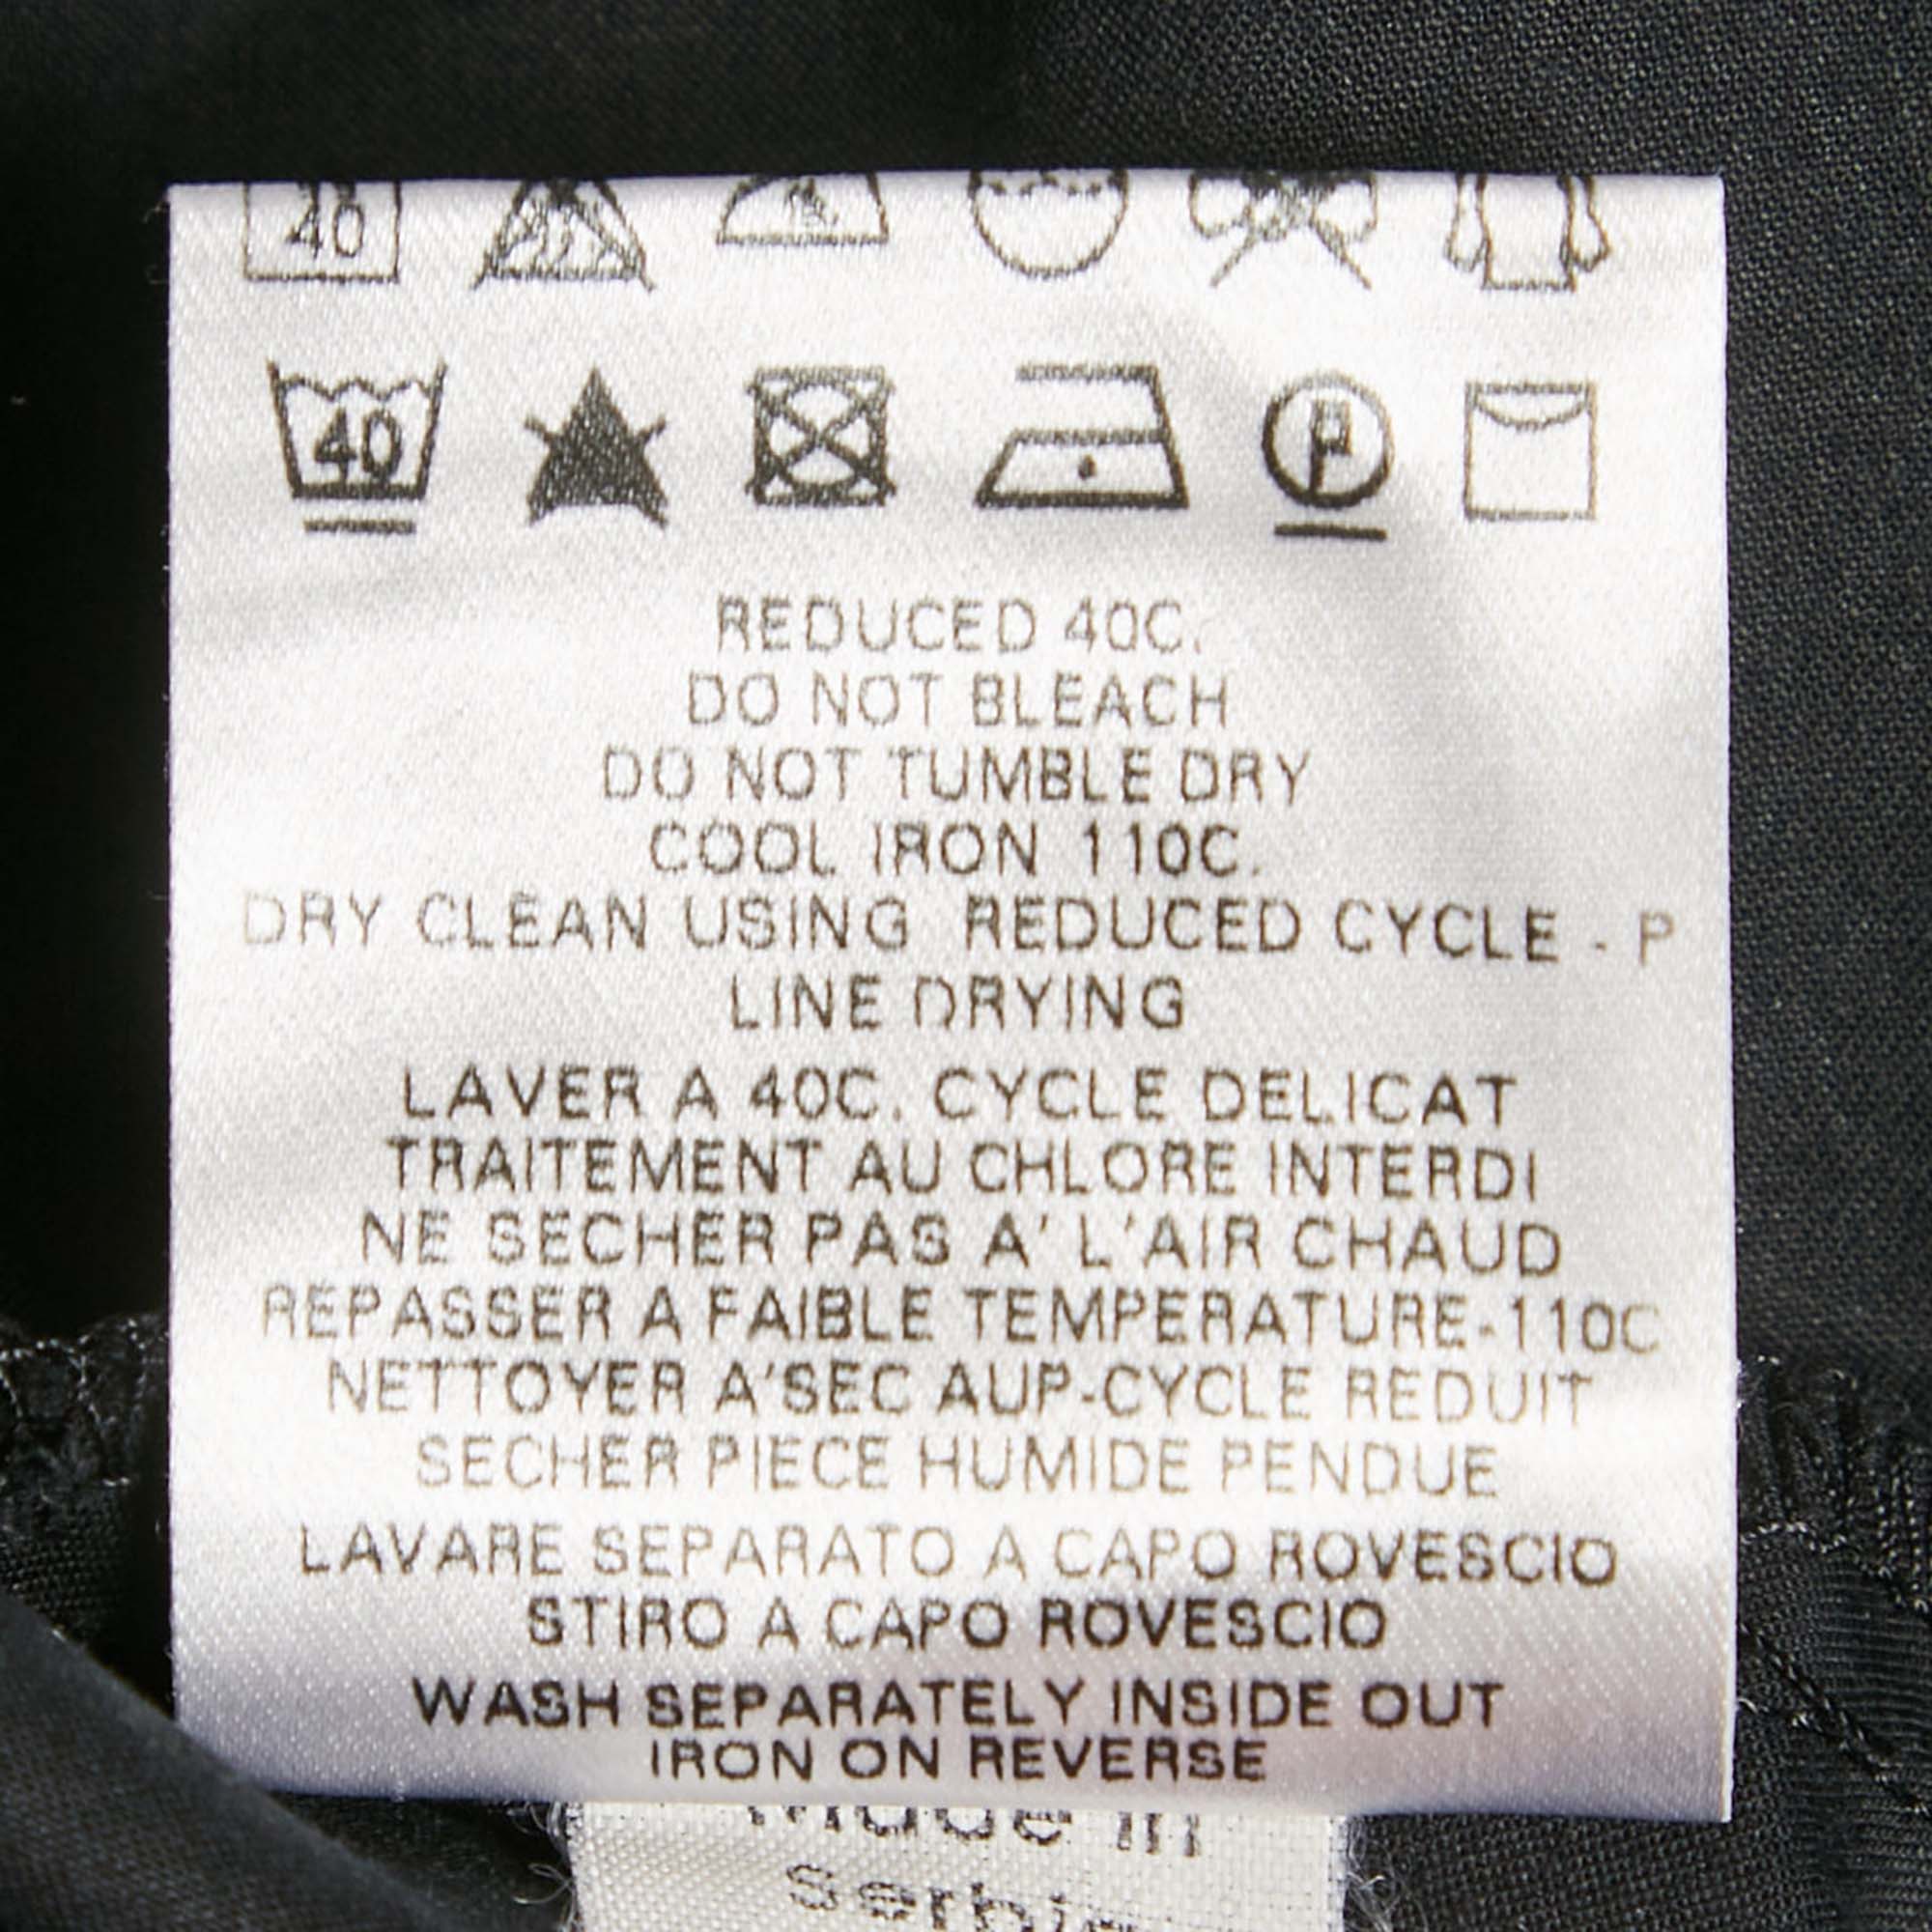 40
40
P
REDUCED 40C.
DO NOT BLEACH
DO NOT TUMBLE DRY
COOL IRON 110C.
DRY CLEAN USING REDUCED CYCLE - P
LINE DRYING
LAVER A 40C. CYCLE DELICAT
TRAITEMENT AU CHLORE INTERDI
NE SECHER PAS A' L'AIR CHAUD
REPASSER A FAIBLE TEMPERATURE-110C
NETTOYER A'SEC AUP-CYCLE REDUIT
SECHER PIECE HUMIDE PENDUE
LAVARE SEPARATO A CAPO ROVESCIO
STIRO A CAPO ROVESCIO
WASH SEPARATELY INSIDE OUT
IRON ON REVERSE
Made in
Serbia